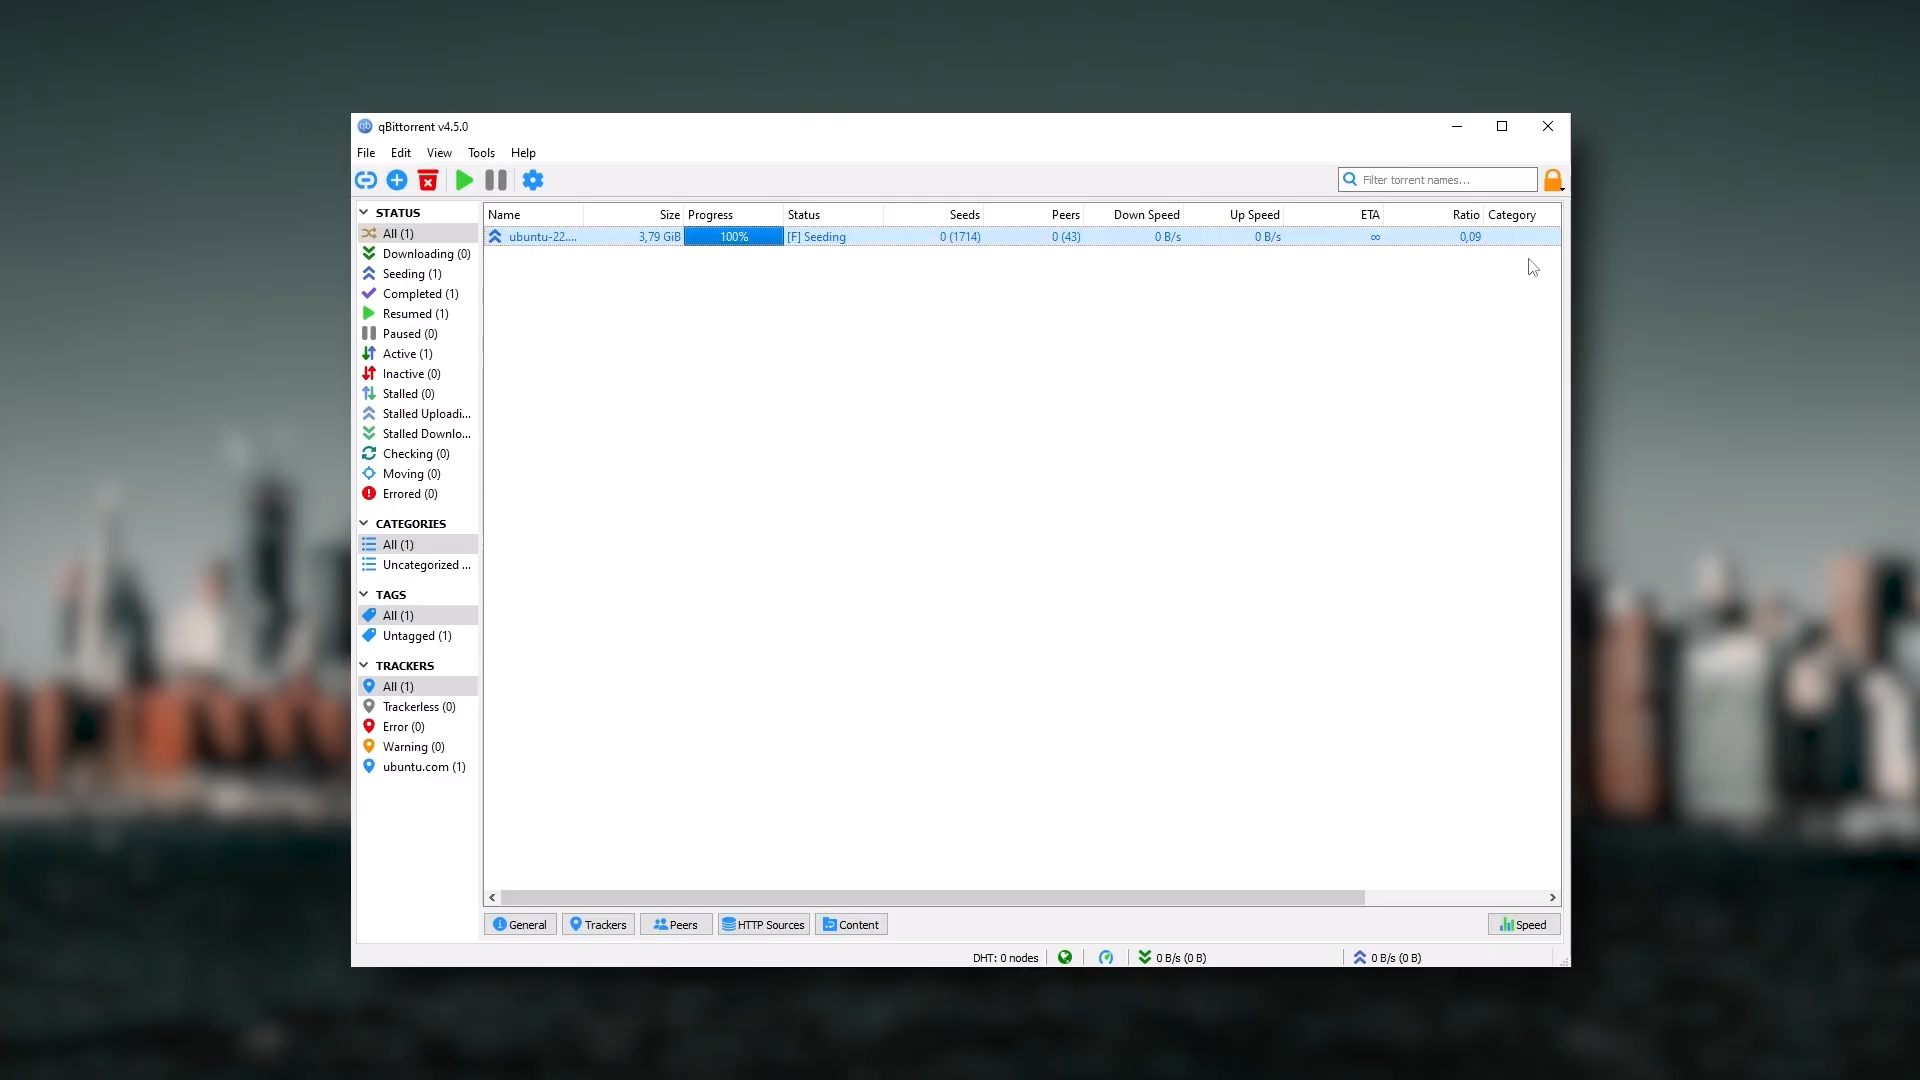 qBittorrent v4.5.0
File Edit View Tools Help
Filter torrent names...
STATUS
All (1)
Downloading (0)
Seeding (1)
Completed (1)
Resumed (1)
Paused (0)
Active (1)
Inactive (0)
Stalled (0)
Stalled Uploadi...
Stalled Downlo...
Checking (0)
Moving (0)
Errored (0)
CATEGORIES
All (1)
Uncategorized ...
TAGS
All (1)
Untagged (1)
TRACKERS
All (1)
Trackerless (0)
Error (0)
Warning (0)
ubuntu.com (1)
Name Size Progress Status Seeds Peers Down Speed Up Speed ETA Ratio Category
ubuntu-22.... 3,79 GiB 100% [F] Seeding 0 (1714) 0 (43) 0 B/s 0 B/s ∞ 0,09
General Trackers Peers HTTP Sources Content Speed
DHT: 0 nodes 0 B/s (0 B) 0 B/s (0 B)